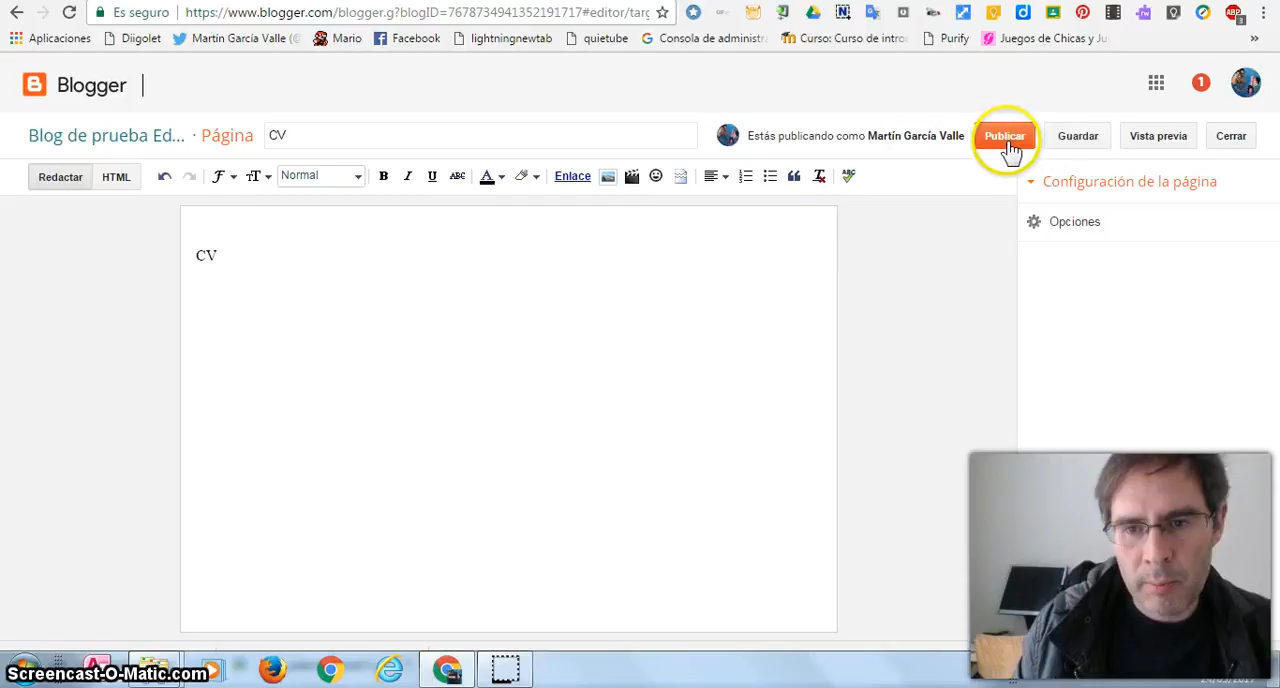 Es seguro | https://www.blogger.com/blogger.g?blogID=7678734941352191717#editor/targ
Aplicaciones Diigolet Martin García Valle Mario Facebook lightningnewtab quietube Consola de administra Curso: Curso de intro Purify Juegos de Chicas y Ju »
Blogger 1
Blog de prueba Ed... · Página CV Estás publicando como Martín García Valle Publicar Guardar Vista previa Cerrar
Redactar HTML Normal B I U ABC A Enlace
Configuración de la página
Opciones
CV
Screencast-O-Matic.com